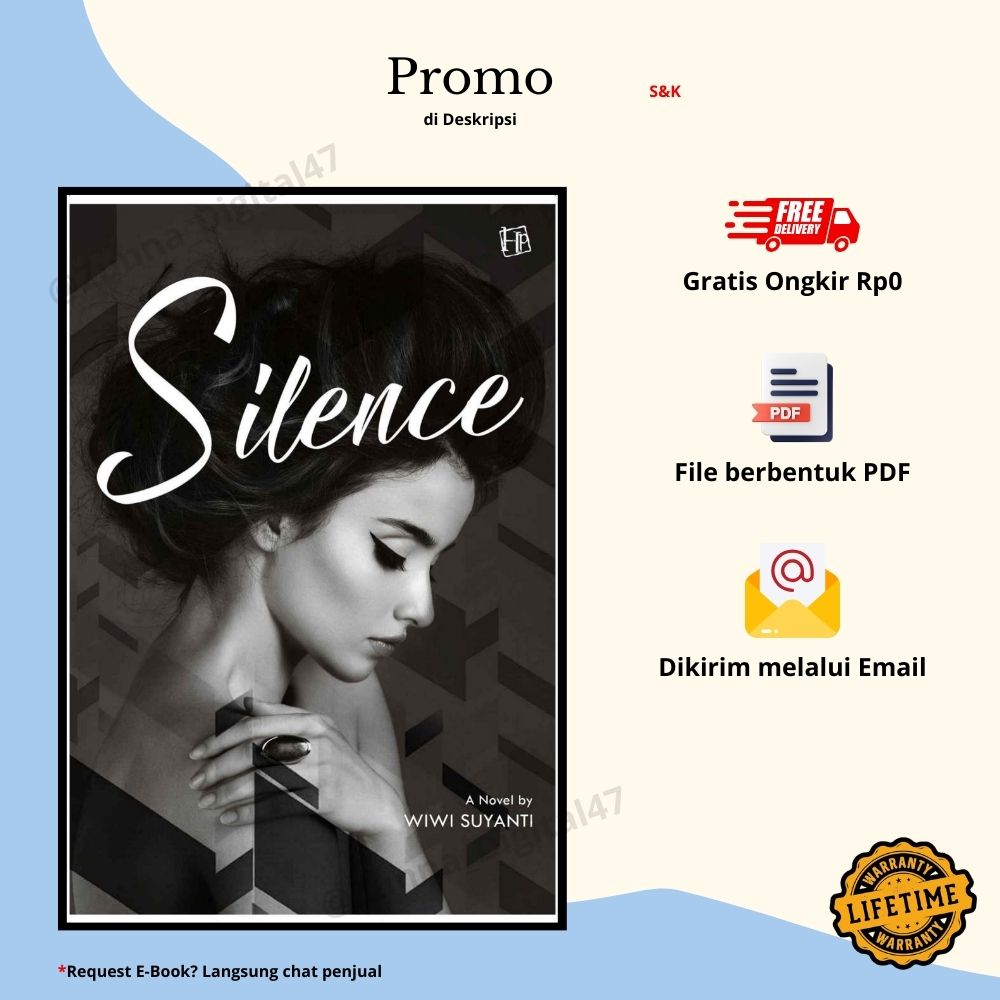 Promo
di Deskripsi
S&K
FREE
DELIVERY
Gratis Ongkir Rp0
Silence
PDF
File berbentuk PDF
Dikirim melalui Email
A Novel by
WIWI SUYANTI
WARRANTY
LIFETIME
WARRANTY
*Request E-Book? Langsung chat penjual